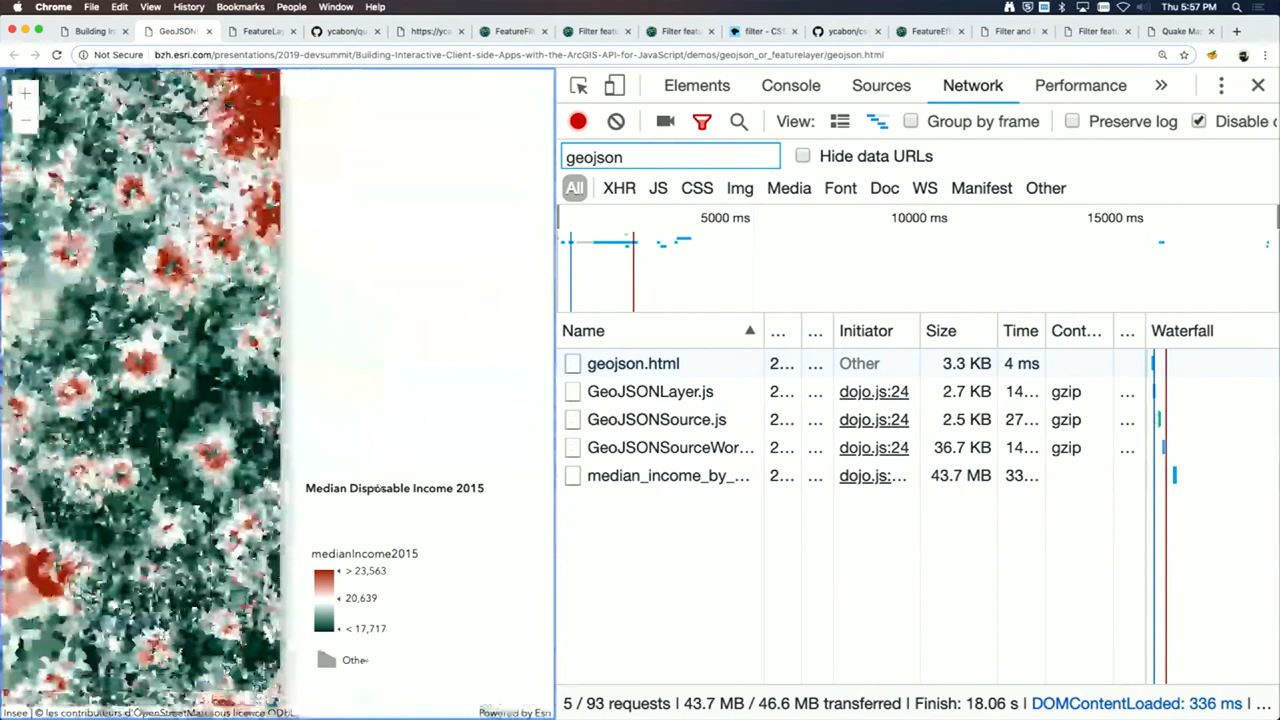 Chrome File Edit View History Bookmarks People Window Help Thu 5:57 PM
Building In GeoJSON FeatureLay ycabon/qu https://yca FeatureFilt Filter featu Filter featu filter - CSS ycabon/cs FeatureEff Filter and Filter featu Quake Ma
Not Secure bzh.esri.com/presentations/2019-devsummit/Building-Interactive-Client-side-Apps-with-the-ArcGIS-API-for-JavaScript/demos/geojson_or_featurelayer/geojson.html
Elements Console Sources Network Performance »
View: Group by frame Preserve log Disable c
geojson Hide data URLs
All XHR JS CSS Img Media Font Doc WS Manifest Other
5000 ms 10000 ms 15000 ms
Name ... ... Initiator Size Time Cont... ... Waterfall
geojson.html 2... ... Other 3.3 KB 4 ms
GeoJSONLayer.js 2... ... dojo.js:24 2.7 KB 14... gzip ...
GeoJSONSource.js 2... ... dojo.js:24 2.5 KB 27... gzip ...
GeoJSONSourceWor... 2... ... dojo.js:24 36.7 KB 14... gzip ...
median_income_by_... 2... ... dojo.js:... 43.7 MB 33... ...
5 / 93 requests | 43.7 MB / 46.6 MB transferred | Finish: 18.06 s | DOMContentLoaded: 336 ms | ...
+
−
Median Disposable Income 2015
medianIncome2015
> 23,563
20,639
< 17,717
Other
Insee | © les contributeurs d'OpenStreetMap sous licence ODbL
Powered by Esri